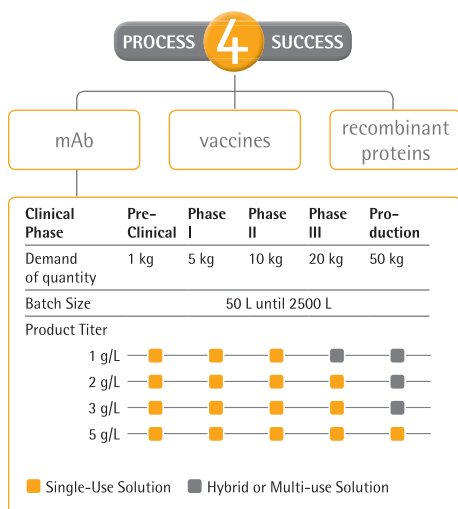 PROCESS 4 SUCCESS
mAb
vaccines
recombinant
proteins
Clinical Pre- Phase Phase Phase Pro-
Phase Clinical I II III duction
Demand 1 kg 5 kg 10 kg 20 kg 50 kg
of quantity
Batch Size 50 L until 2500 L
Product Titer
1 g/L
2 g/L
3 g/L
5 g/L
Single-Use Solution Hybrid or Multi-use Solution